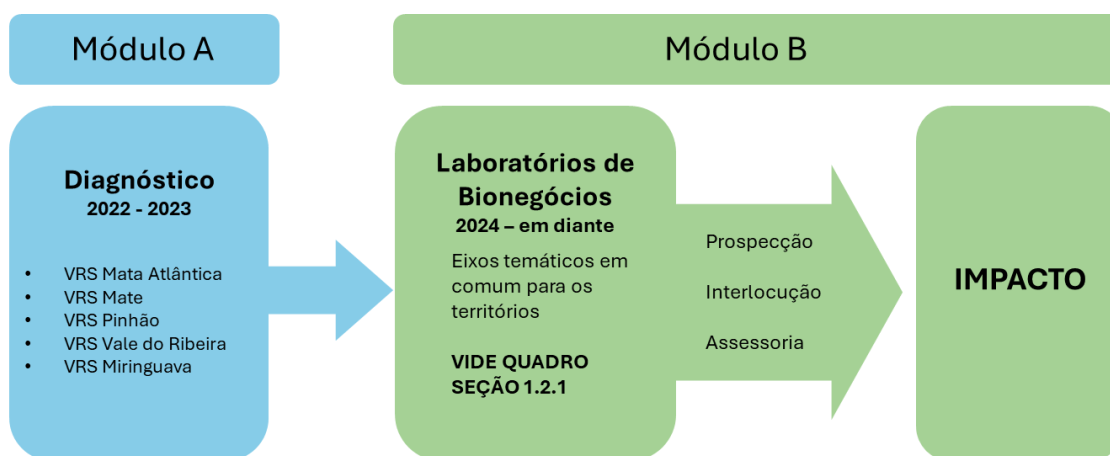 Módulo A
Módulo B
Diagnóstico
2022 - 2023
• VRS Mata Atlântica
• VRS Mate
• VRS Pinhão
• VRS Vale do Ribeira
• VRS Miringuava
Laboratórios de
Bionegócios
2024 – em diante
Eixos temáticos em
comum para os
territórios
VIDE QUADRO
SEÇÃO 1.2.1
Prospecção
Interlocução
Assessoria
IMPACTO